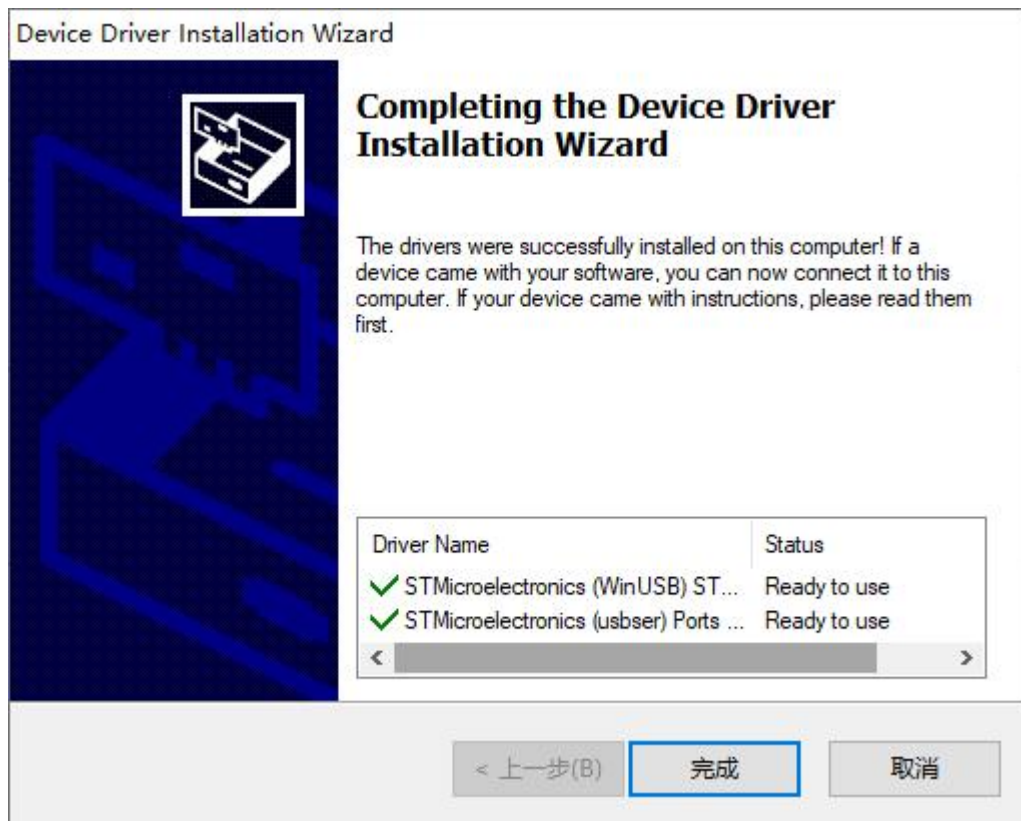 Device Driver Installation Wizard
Completing the Device Driver
Installation Wizard
The drivers were successfully installed on this computer! If a
device came with your software, you can now connect it to this
computer. If your device came with instructions, please read them
first.
Driver Name Status
STMicroelectronics (WinUSB) ST... Ready to use
STMicroelectronics (usbser) Ports ... Ready to use
< 上一步(B) 完成 取消